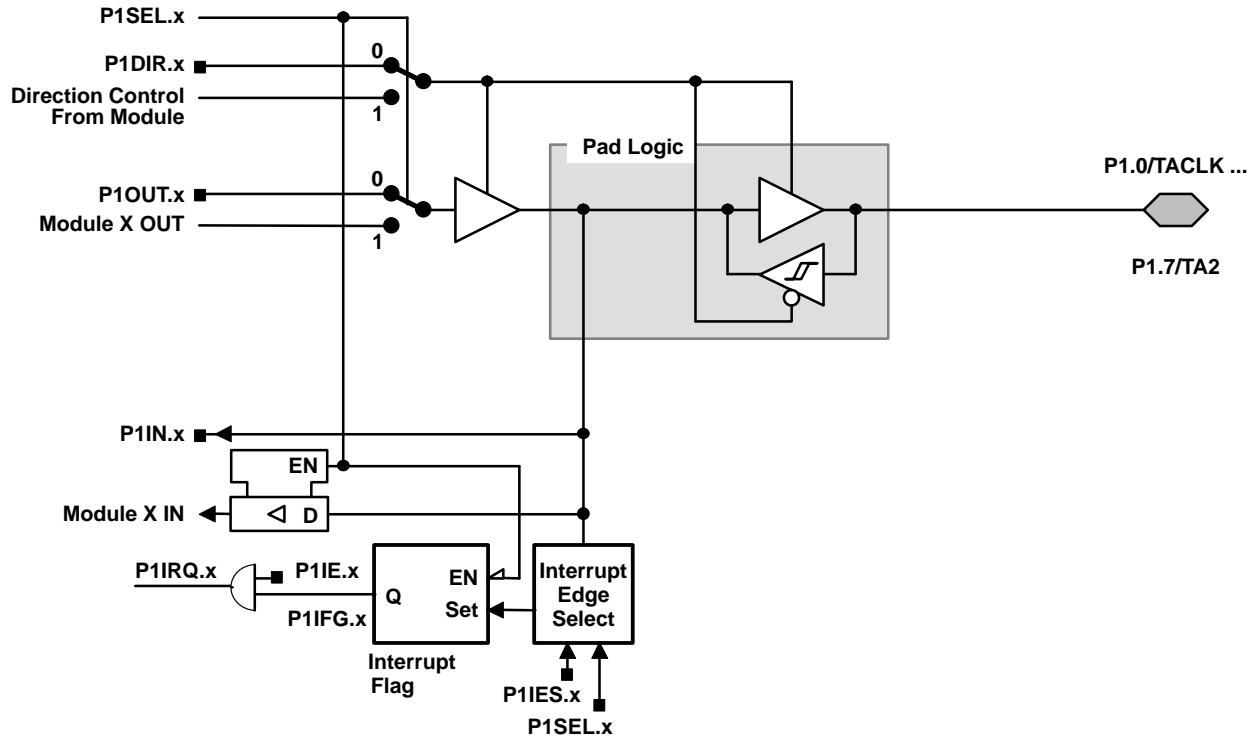 P1SEL.x
0
P1DIR.x
Direction Control
From Module
1
Pad Logic
P1.0/TACLK ...
0
P1OUT.x
Module X OUT
1
P1.7/TA2
P1IN.x
EN
Module X IN
D
P1IRQ.x
P1IE.x
P1IFG.x
Q
EN
Set
Interrupt
Edge
Select
Interrupt
Flag
P1IES.x
P1SEL.x